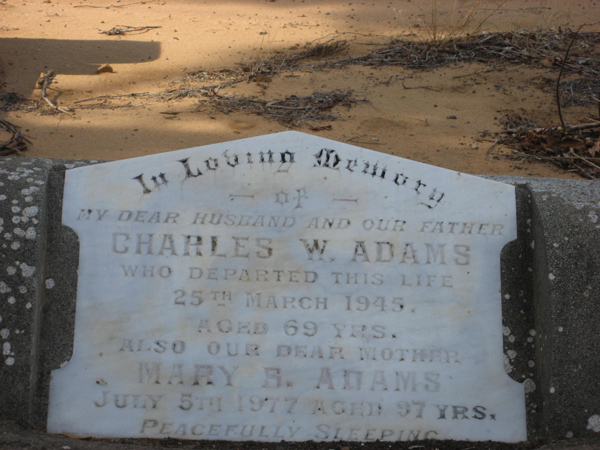 In Loving Memory
— of —
MY DEAR HUSBAND AND OUR FATHER
CHARLES W. ADAMS
WHO DEPARTED THIS LIFE
25TH MARCH 1945.
AGED 69 YRS.
ALSO OUR DEAR MOTHER
MARY S. ADAMS
JULY 5TH 1977 AGED 97 YRS.
PEACEFULLY SLEEPING